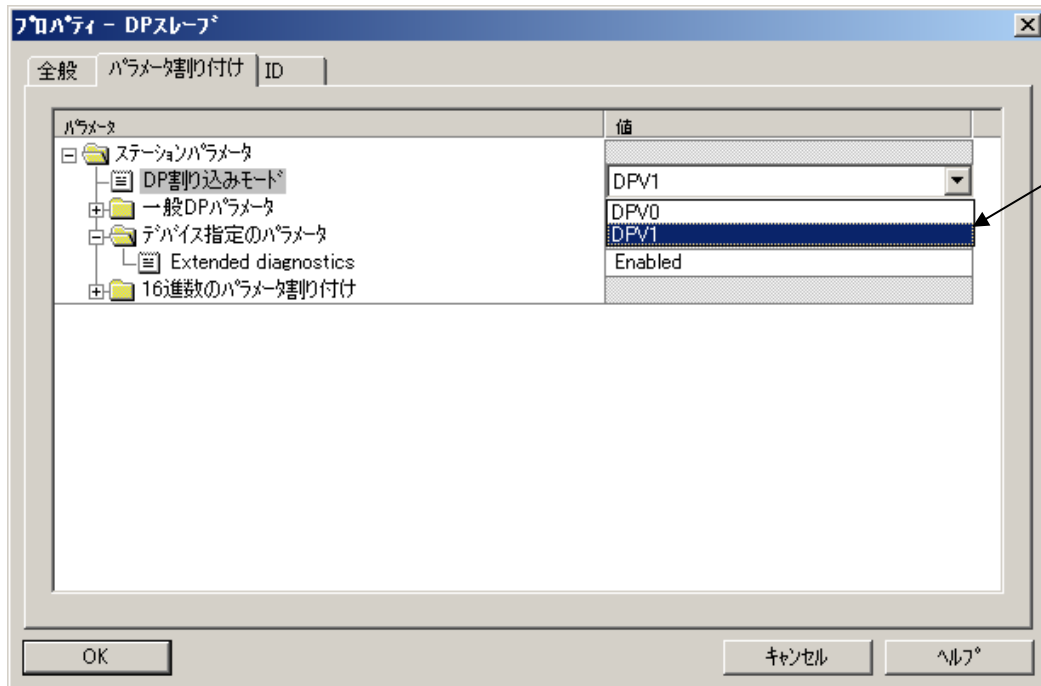 ﾌﾟﾛﾊﾟﾃｨ - DPｽﾚｰﾌﾞ
全般 ﾊﾟﾗﾒｰﾀ割り付け ID
ﾊﾟﾗﾒｰﾀ 値
ｽﾃｰｼｮﾝﾊﾟﾗﾒｰﾀ
DP割り込みﾓｰﾄﾞ DPV1
一般DPﾊﾟﾗﾒｰﾀ DPV0
ﾃﾞﾊﾞｲｽ指定のﾊﾟﾗﾒｰﾀ DPV1
Extended diagnostics Enabled
16進数のﾊﾟﾗﾒｰﾀ割り付け
OK ｷｬﾝｾﾙ ﾍﾙﾌﾟ